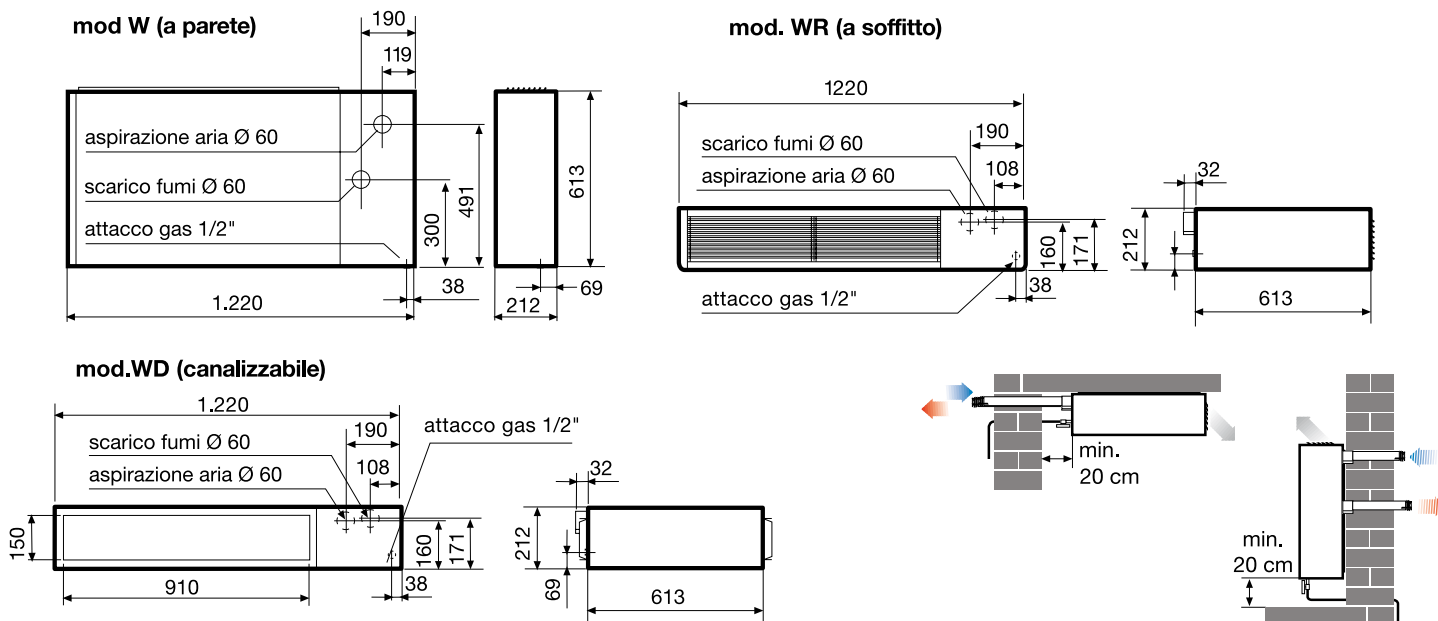 mod W (a parete)
190
119
aspirazione aria Ø 60
scarico fumi Ø 60
attacco gas 1/2"
300
491
613
38
69
1.220
212
mod. WR (a soffitto)
1220
190
scarico fumi Ø 60
108
aspirazione aria Ø 60
160
171
38
attacco gas 1/2"
32
212
613
mod.WD (canalizzabile)
1.220
190
attacco gas 1/2"
scarico fumi Ø 60
108
aspirazione aria Ø 60
150
160
171
910
38
32
212
69
613
min.
20 cm
min.
20 cm